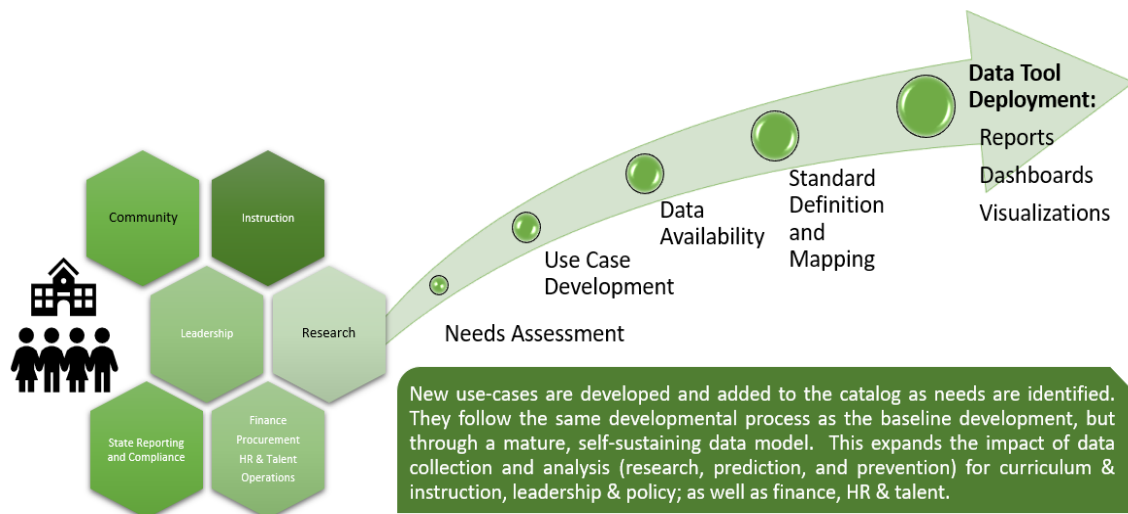 Community
Instruction
Leadership
Research
State Reporting
and Compliance
Finance
Procurement
HR & Talent
Operations
Needs Assessment
Use Case
Development
Data
Availability
Standard
Definition
and
Mapping
Data Tool
Deployment:
Reports
Dashboards
Visualizations
New use-cases are developed and added to the catalog as needs are identified.
They follow the same developmental process as the baseline development, but
through a mature, self-sustaining data model. This expands the impact of data
collection and analysis (research, prediction, and prevention) for curriculum &
instruction, leadership & policy; as well as finance, HR & talent.